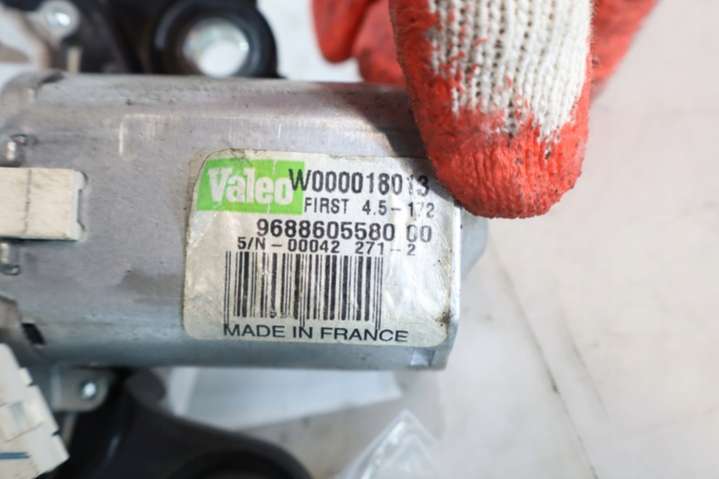 Valeo W000018013
FIRST 4.5-172
9688605580 00
S/N-00042 271-2
MADE IN FRANCE